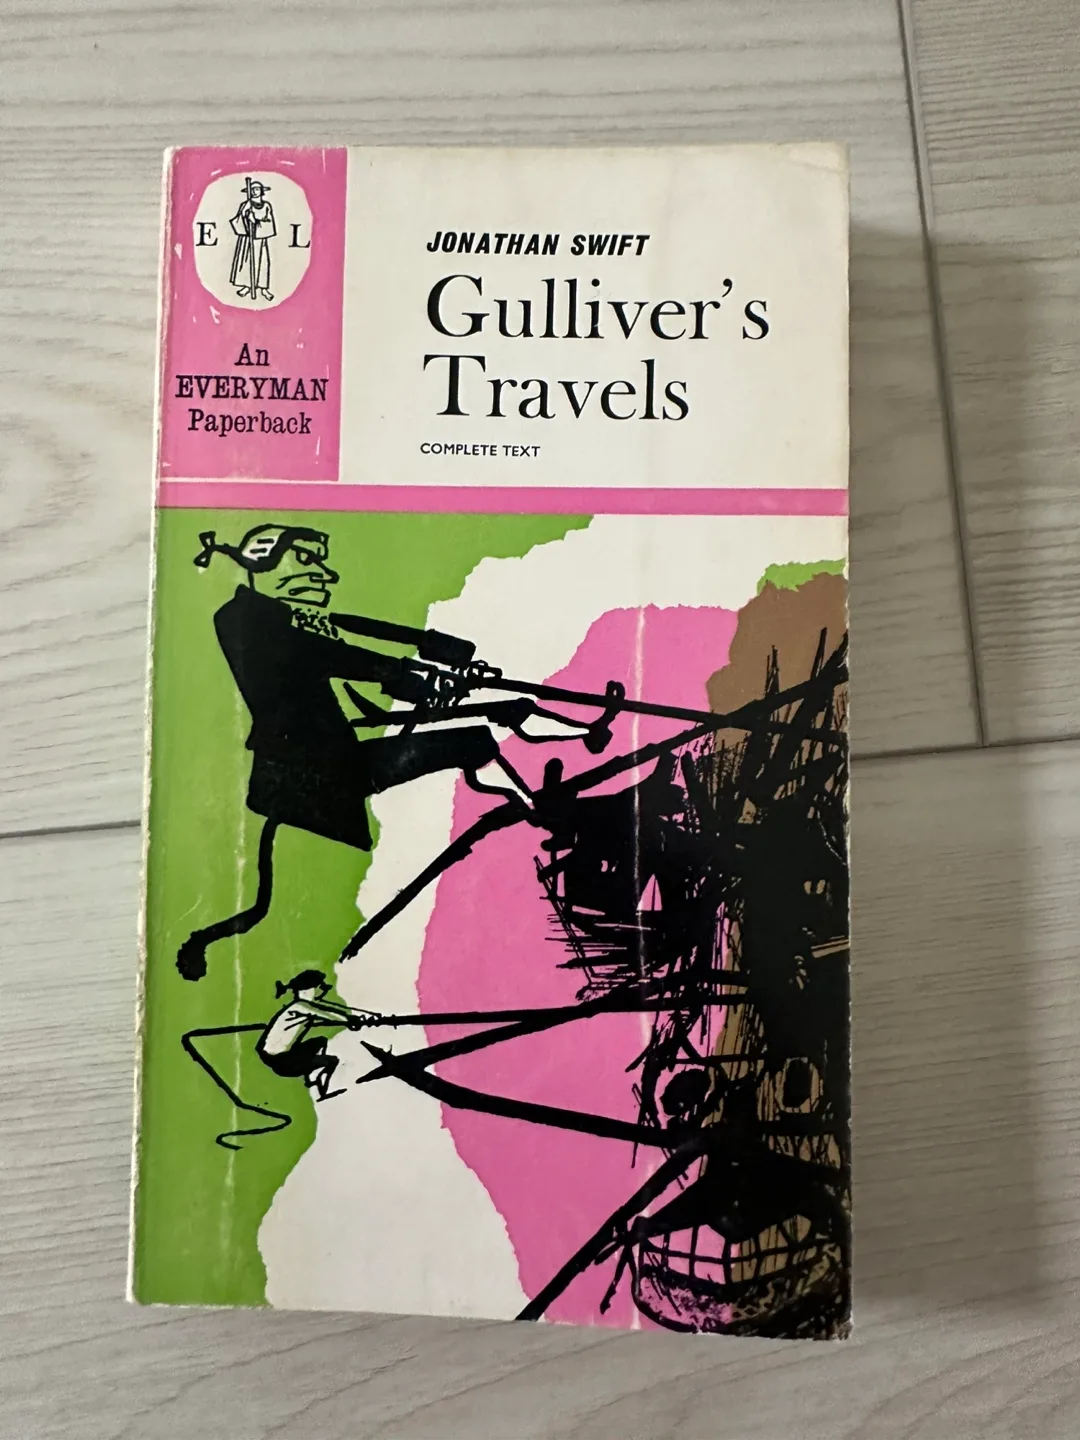 E L
An
EVERYMAN
Paperback
JONATHAN SWIFT
Gulliver's
Travels
COMPLETE TEXT